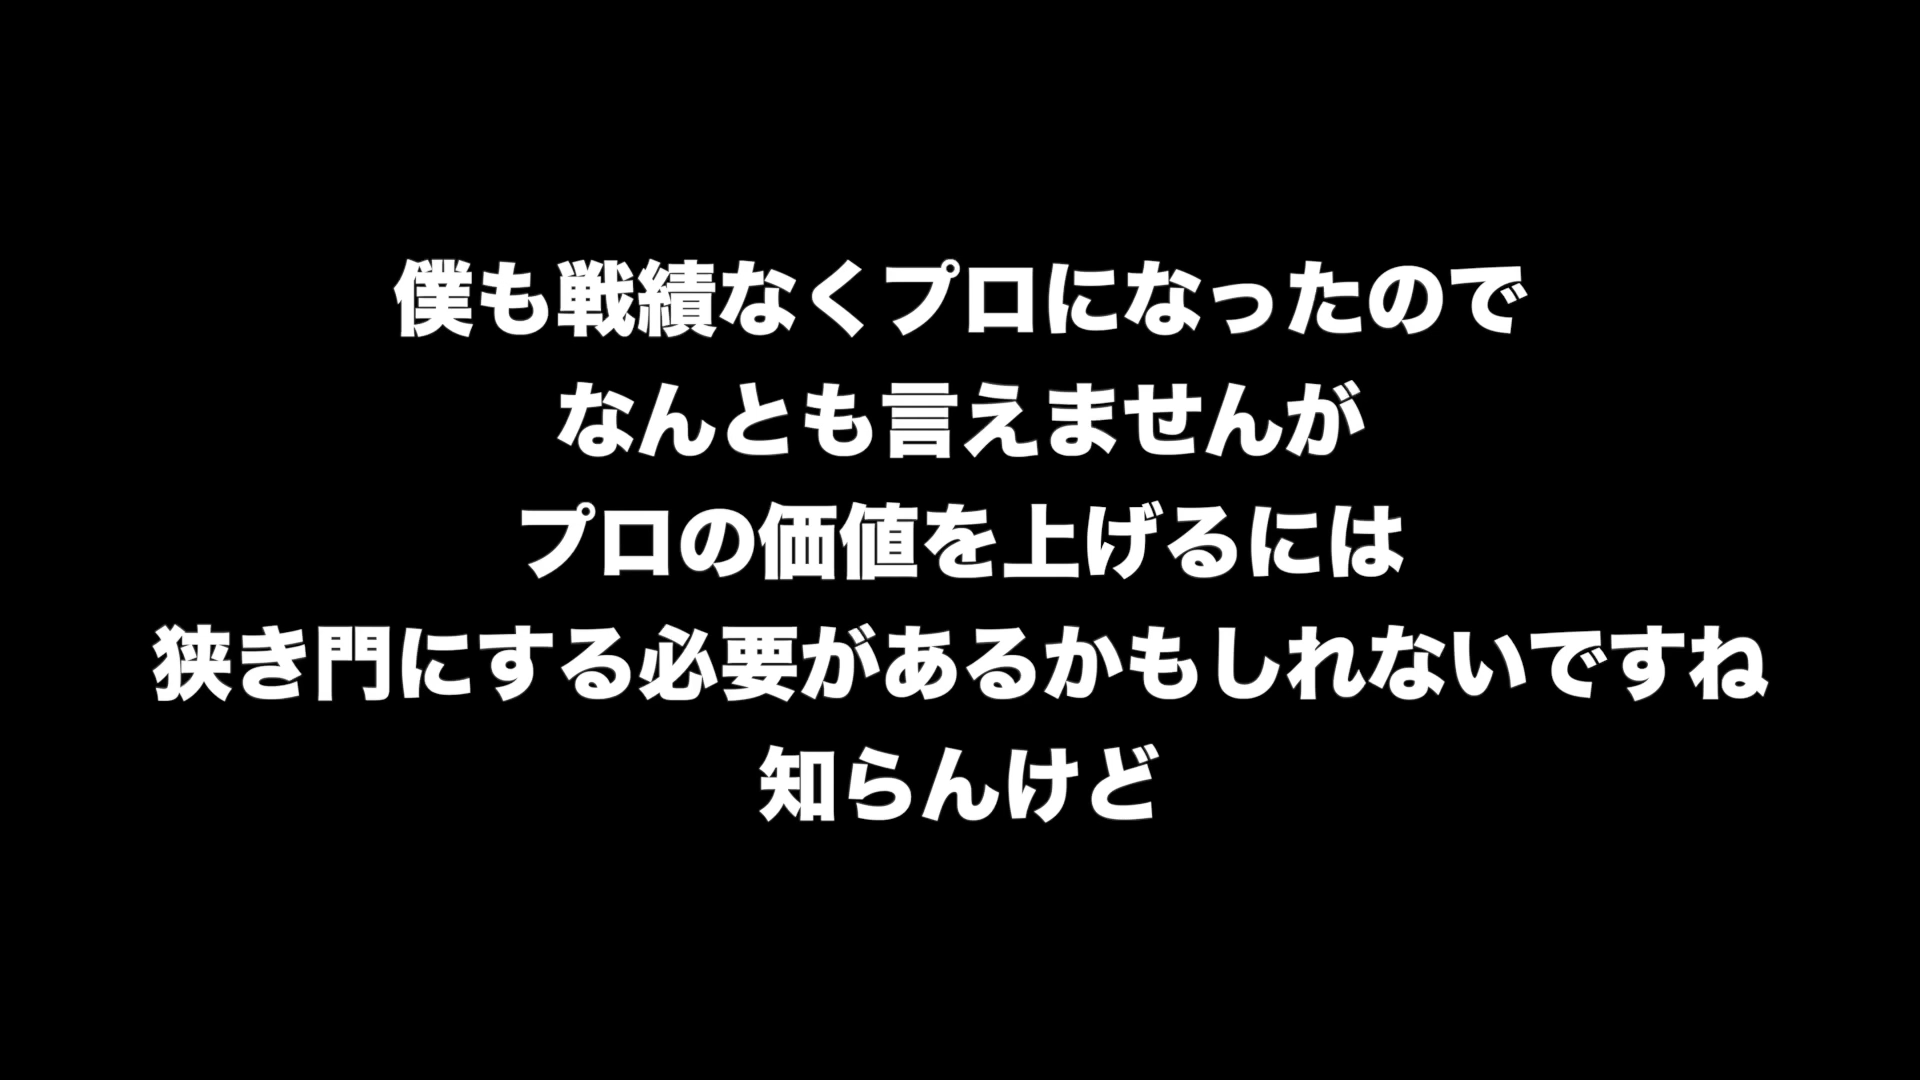 僕も戦績なくプロになったので
なんとも言えませんが
プロの価値を上げるには
狭き門にする必要があるかもしれないですね
知らんけど